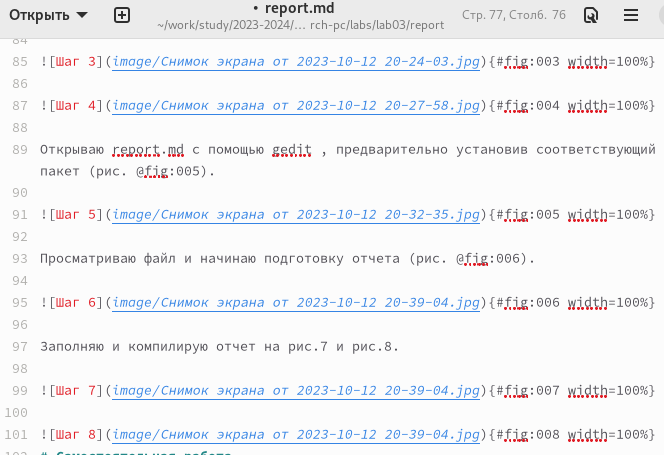 Открыть
• report.md
~/work/study/2023-2024/… rch-pc/labs/lab03/report
84
85 ![Шаг 3](image/Снимок экрана от 2023-10-12 20-24-03.jpg){#fig:003 width=100%}
86
87 ![Шаг 4](image/Снимок экрана от 2023-10-12 20-27-58.jpg){#fig:004 width=100%}
88
89 Открываю report.md с помощью gedit , предварительно установив соответствующий
пакет (рис. @fig:005).
90
91 ![Шаг 5](image/Снимок экрана от 2023-10-12 20-32-35.jpg){#fig:005 width=100%}
92
93 Просматриваю файл и начинаю подготовку отчета (рис. @fig:006).
94
95 ![Шаг 6](image/Снимок экрана от 2023-10-12 20-39-04.jpg){#fig:006 width=100%}
96
97 Заполняю и компилирую отчет на рис.7 и рис.8.
98
99 ![Шаг 7](image/Снимок экрана от 2023-10-12 20-39-04.jpg){#fig:007 width=100%}
100
101 ![Шаг 8](image/Снимок экрана от 2023-10-12 20-39-04.jpg){#fig:008 width=100%}
102 # Самостоятельная работа